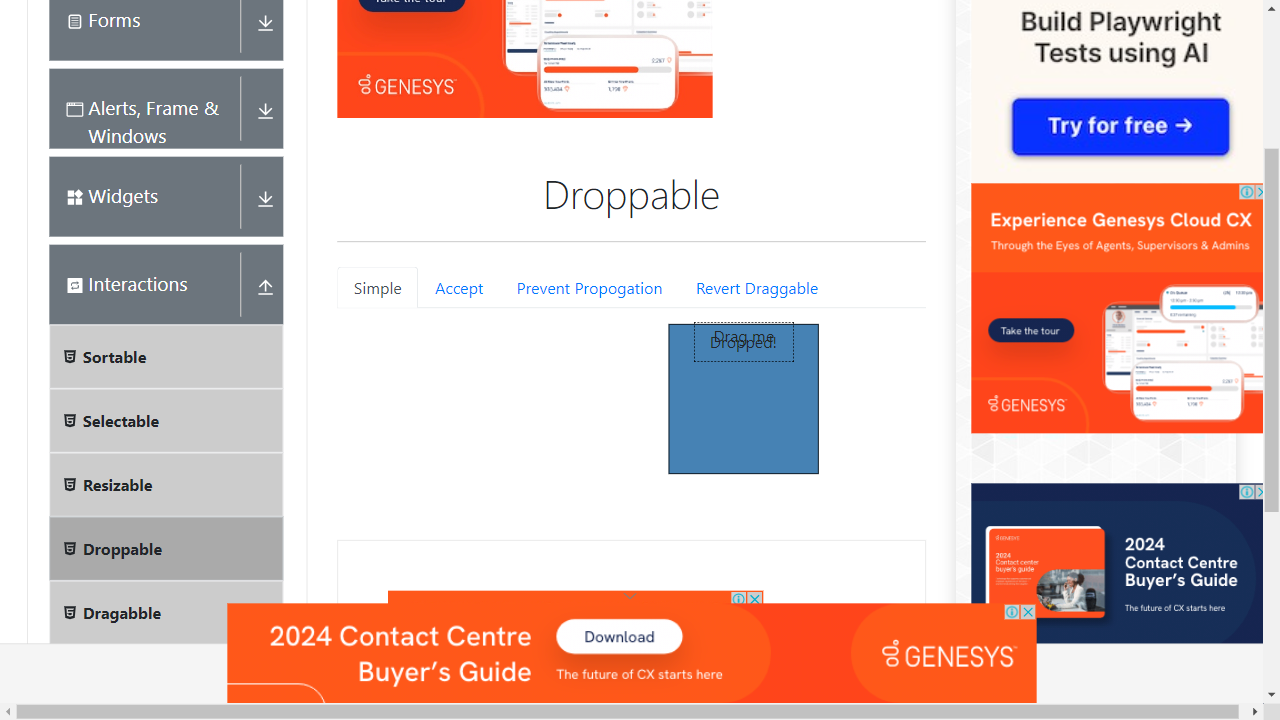 Forms
Alerts, Frame &
Windows
Widgets
Interactions
Sortable
Selectable
Resizable
Droppable
Dragabble
GENESYS
Droppable
Simple
Accept
Prevent Propogation
Revert Draggable
Drag me
Dropped!
Build Playwright
Tests using AI
Try for free →
Experience Genesys Cloud CX
Through the Eyes of Agents, Supervisors & Admins
Take the tour
GENESYS
2024
Contact Centre
Buyer's Guide
The future of CX starts here
2024 Contact Centre
Buyer's Guide
Download
The future of CX starts here
GENESYS